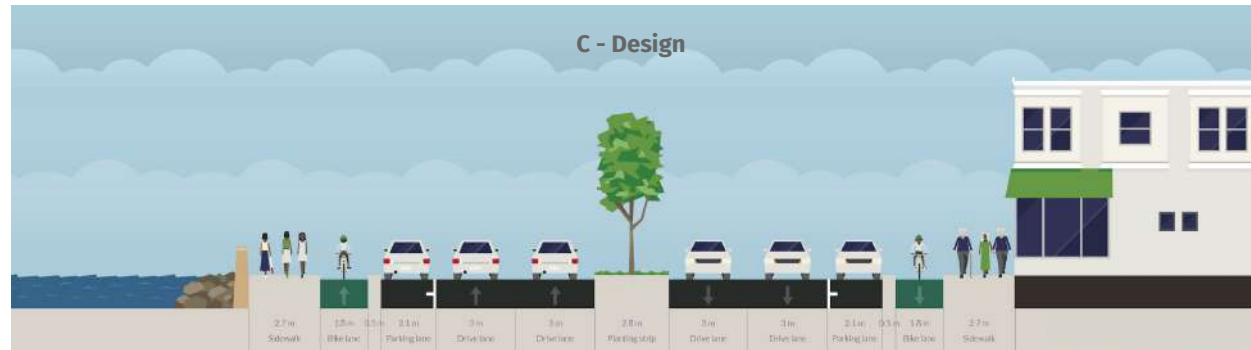 C - Design
2.7 m 1.8 m 0.5 m 2.1 m 3 m 3 m 2.8 m 3 m 3 m 2.1 m 0.5 m 1.8 m 2.7 m
Sidewalk Bike lane Parking lane Drive lane Drive lane Planting strip Drive lane Drive lane Parking lane Bike lane Sidewalk